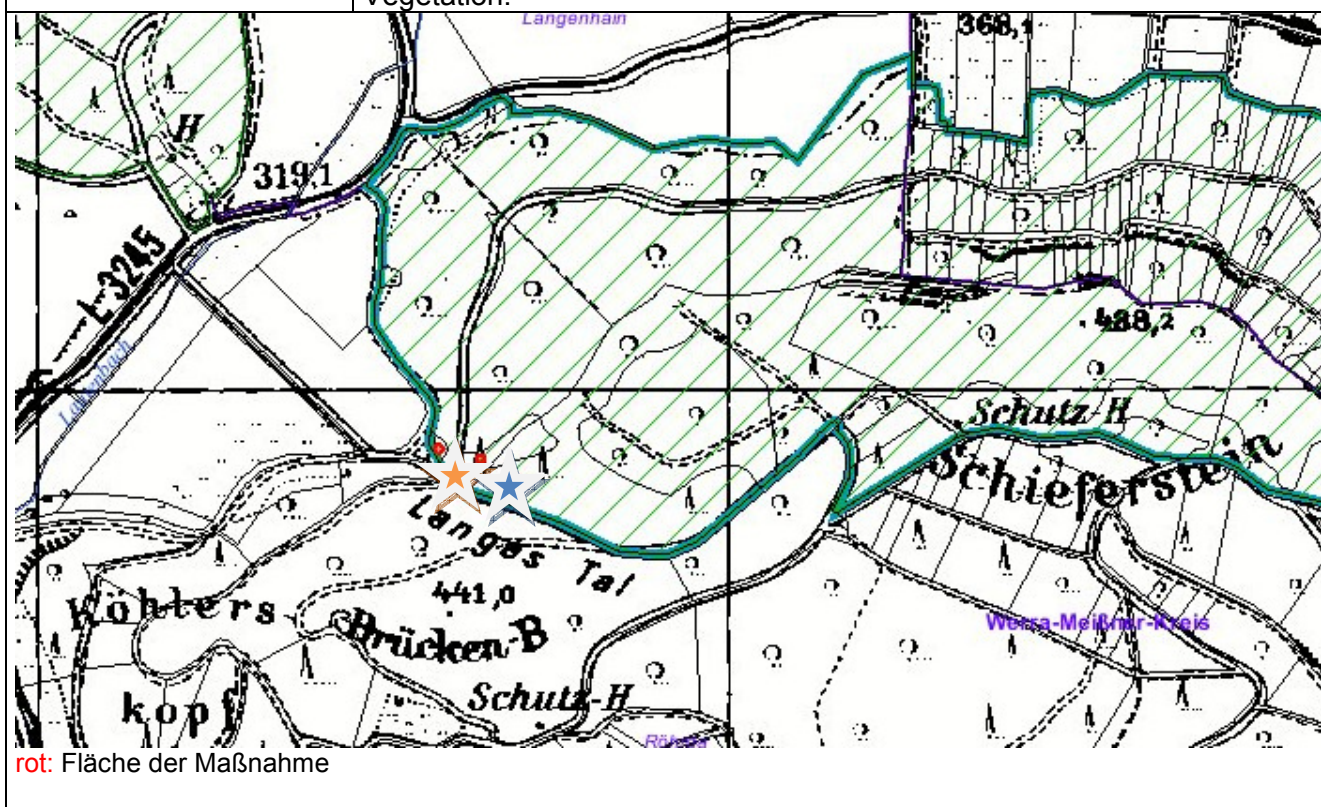 Vegetation.
Langenhain
368,1
H
319,1
L 3245
Schutz-H
488,2
Schieferstein
Langes Tal
441,0
Kohlers
kopf
Brücken-B
Werra-Meißner-Kreis
Schutz-H
rot: Fläche der Maßnahme